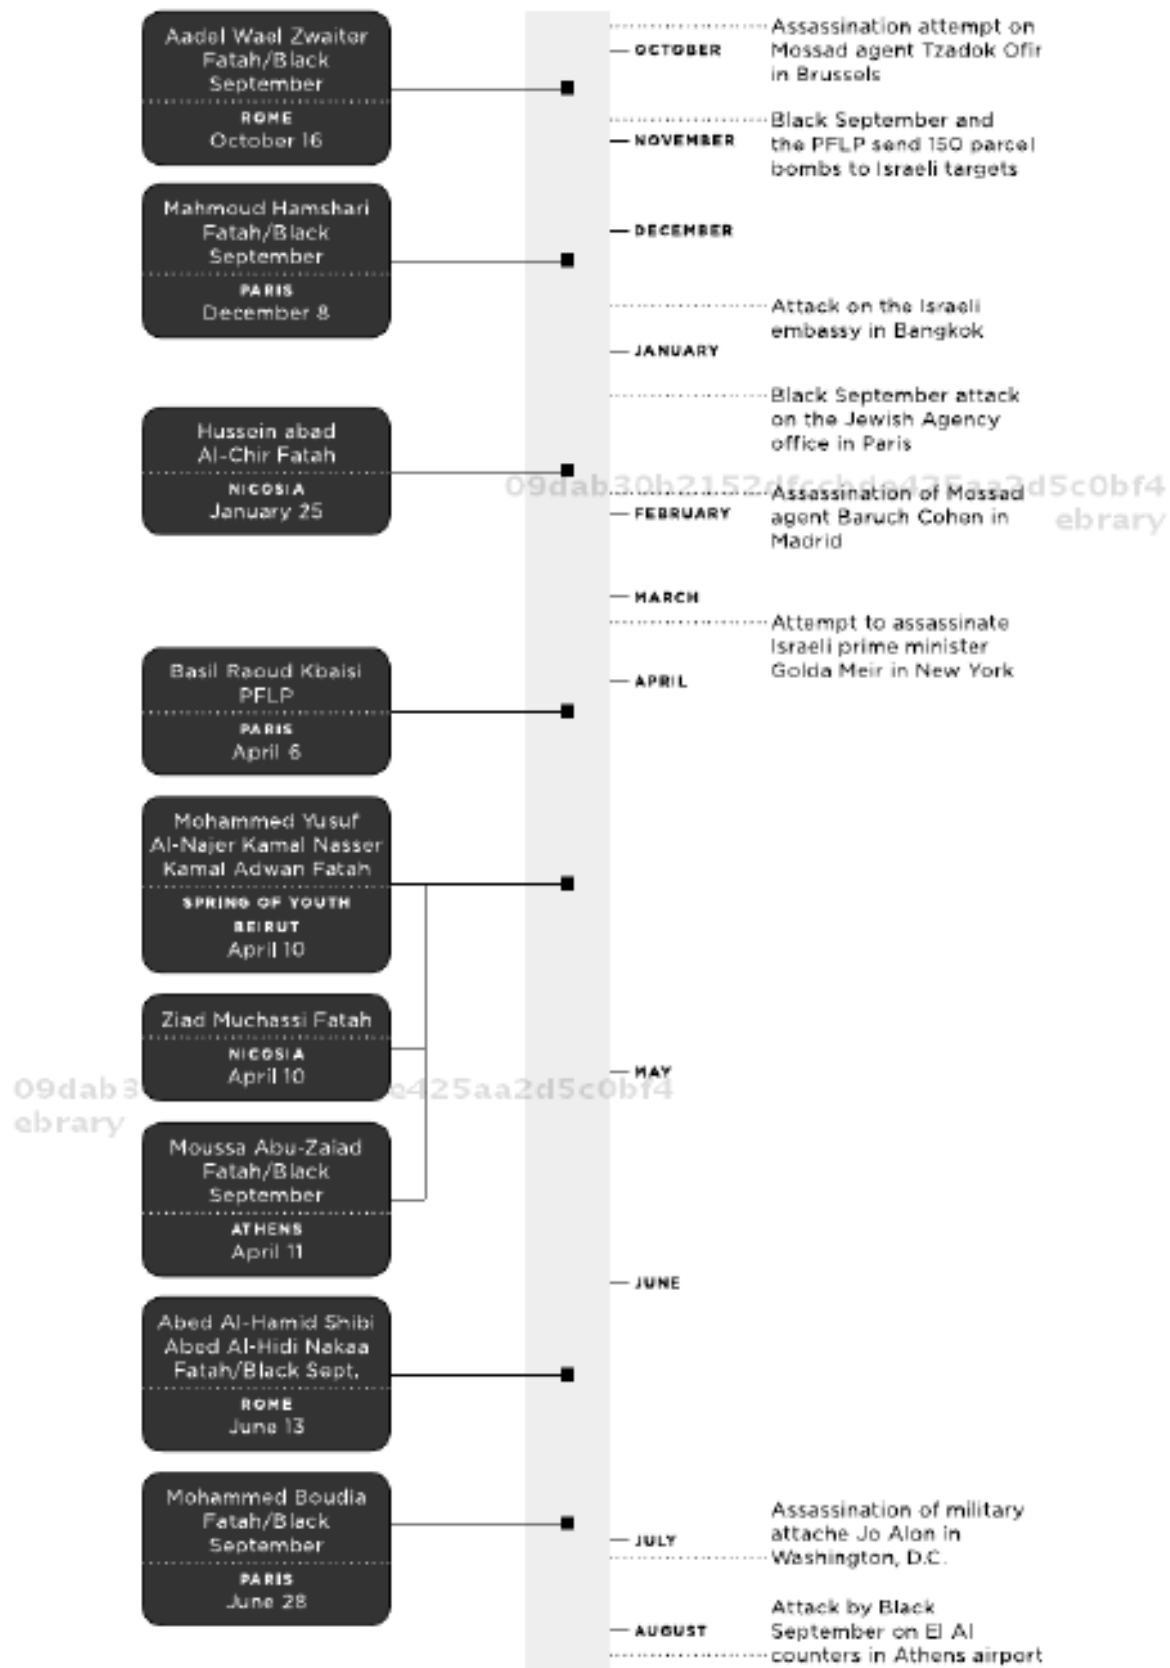 Aadel Wael Zwaiter
Fatah/Black
September
ROME
October 16
Mahmoud Hamshari
Fatah/Black
September
PARIS
December 8
Hussein abad
Al-Chir Fatah
NICOSIA
January 25
Basil Raoud Kbaisi
PFLP
PARIS
April 6
Mohammed Yusuf
Al-Najer Kamal Nasser
Kamal Adwan Fatah
SPRING OF YOUTH
BEIRUT
April 10
Ziad Muchassi Fatah
NICOSIA
April 10
Moussa Abu-Zaiad
Fatah/Black
September
ATHENS
April 11
Abed Al-Hamid Shibi
Abed Al-Hidi Nakaa
Fatah/Black Sept.
ROME
June 13
Mohammed Boudia
Fatah/Black
September
PARIS
June 28
OCTOBER
NOVEMBER
DECEMBER
JANUARY
FEBRUARY
MARCH
APRIL
MAY
JUNE
JULY
AUGUST
Assassination attempt on
Mossad agent Tzadok Ofir
in Brussels
Black September and
the PFLP send 150 parcel
bombs to Israeli targets
Attack on the Israeli
embassy in Bangkok
Black September attack
on the Jewish Agency
office in Paris
Assassination of Mossad
agent Baruch Cohen in
Madrid
Attempt to assassinate
Israeli prime minister
Golda Meir in New York
Assassination of military
attache Jo Alon in
Washington, D.C.
Attack by Black
September on El Al
counters in Athens airport
ebrary
ebrary